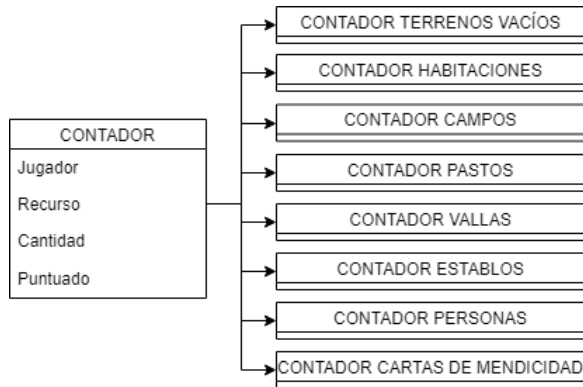 CONTADOR
Jugador
Recurso
Cantidad
Puntuado
CONTADOR TERRENOS VACÍOS
CONTADOR HABITACIONES
CONTADOR CAMPOS
CONTADOR PASTOS
CONTADOR VALLAS
CONTADOR ESTABLOS
CONTADOR PERSONAS
CONTADOR CARTAS DE MENDICIDAD